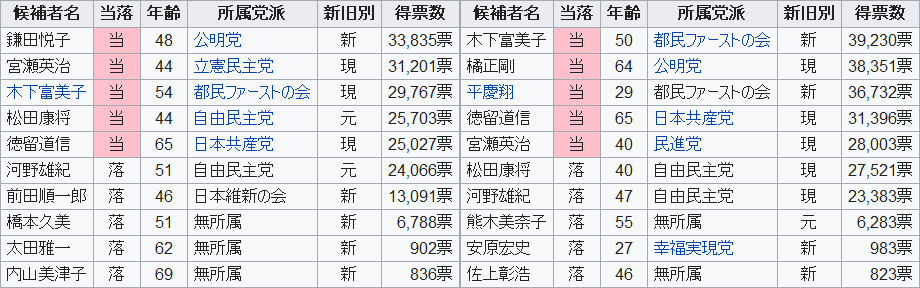 候補者名 当落 年齢 所属党派 新旧別 得票数 候補者名 当落 年齢 所属党派 新旧別 得票数
鎌田悦子 当 48 公明党 新 33,835票 木下富美子 当 50 都民ファーストの会 新 39,230票
宮瀬英治 当 44 立憲民主党 現 31,201票 橘正剛 当 64 公明党 現 38,351票
木下富美子 当 54 都民ファーストの会 現 29,767票 平慶翔 当 29 都民ファーストの会 新 36,732票
松田康将 当 44 自由民主党 元 25,703票 徳留道信 当 65 日本共産党 現 31,396票
徳留道信 当 65 日本共産党 現 25,027票 宮瀬英治 当 40 民進党 現 28,003票
河野雄紀 落 51 自由民主党 元 24,066票 松田康将 落 40 自由民主党 現 27,521票
前田順一郎 落 46 日本維新の会 新 13,091票 河野雄紀 落 47 自由民主党 現 23,383票
橋本久美 落 51 無所属 新 6,788票 熊木美奈子 落 55 無所属 元 6,283票
太田雅一 落 62 無所属 新 902票 安原宏史 落 27 幸福実現党 新 983票
内山美津子 落 69 無所属 新 836票 佐上彰浩 落 46 無所属 新 823票